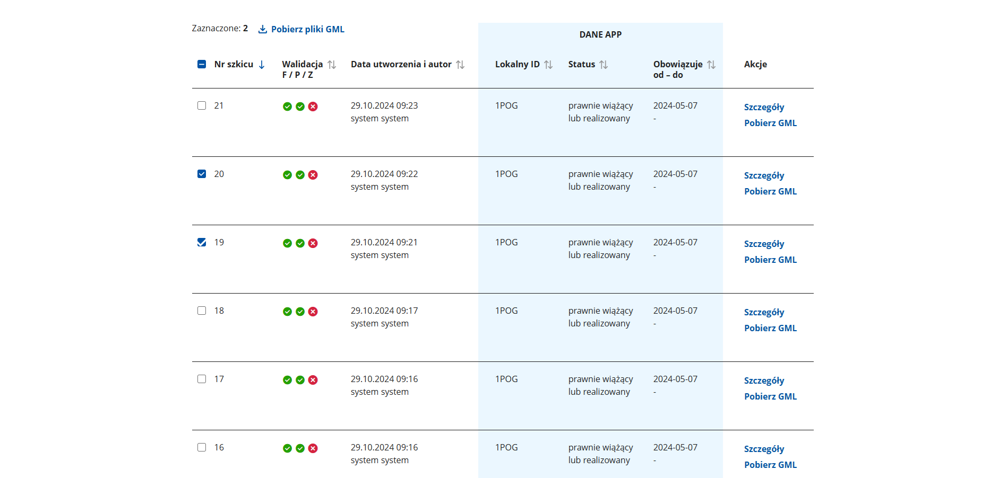 Zaznaczone: 2 Pobierz pliki GML
DANE APP
Nr szkicu Walidacja Data utworzenia i autor Lokalny ID Status Obowiązuje Akcje
F / P / Z od – do
21 29.10.2024 09:23 1POG prawnie wiążący 2024-05-07 Szczegóły
system system lub realizowany - Pobierz GML
20 29.10.2024 09:22 1POG prawnie wiążący 2024-05-07 Szczegóły
system system lub realizowany - Pobierz GML
19 29.10.2024 09:21 1POG prawnie wiążący 2024-05-07 Szczegóły
system system lub realizowany - Pobierz GML
18 29.10.2024 09:17 1POG prawnie wiążący 2024-05-07 Szczegóły
system system lub realizowany - Pobierz GML
17 29.10.2024 09:16 1POG prawnie wiążący 2024-05-07 Szczegóły
system system lub realizowany - Pobierz GML
16 29.10.2024 09:16 1POG prawnie wiążący 2024-05-07 Szczegóły
system system lub realizowany - Pobierz GML